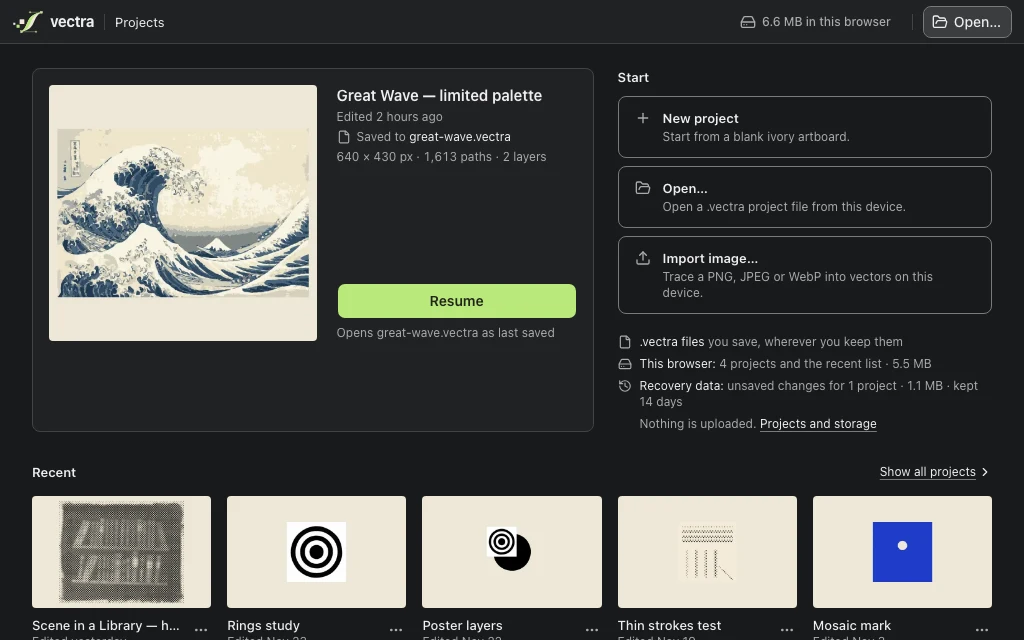 vectra
Projects
6.6 MB in this browser
Open...
Great Wave — limited palette
Edited 2 hours ago
Saved to great-wave.vectra
640 × 430 px · 1,613 paths · 2 layers
Resume
Opens great-wave.vectra as last saved
Start
New project
Start from a blank ivory artboard.
Open...
Open a .vectra project file from this device.
Import image...
Trace a PNG, JPEG or WebP into vectors on this
device.
.vectra files you save, wherever you keep them
This browser: 4 projects and the recent list · 5.5 MB
Recovery data: unsaved changes for 1 project · 1.1 MB · kept
14 days
Nothing is uploaded. Projects and storage
Recent
Show all projects
Scene in a Library — h...
Rings study
Poster layers
Thin strokes test
Mosaic mark
Edited yesterday